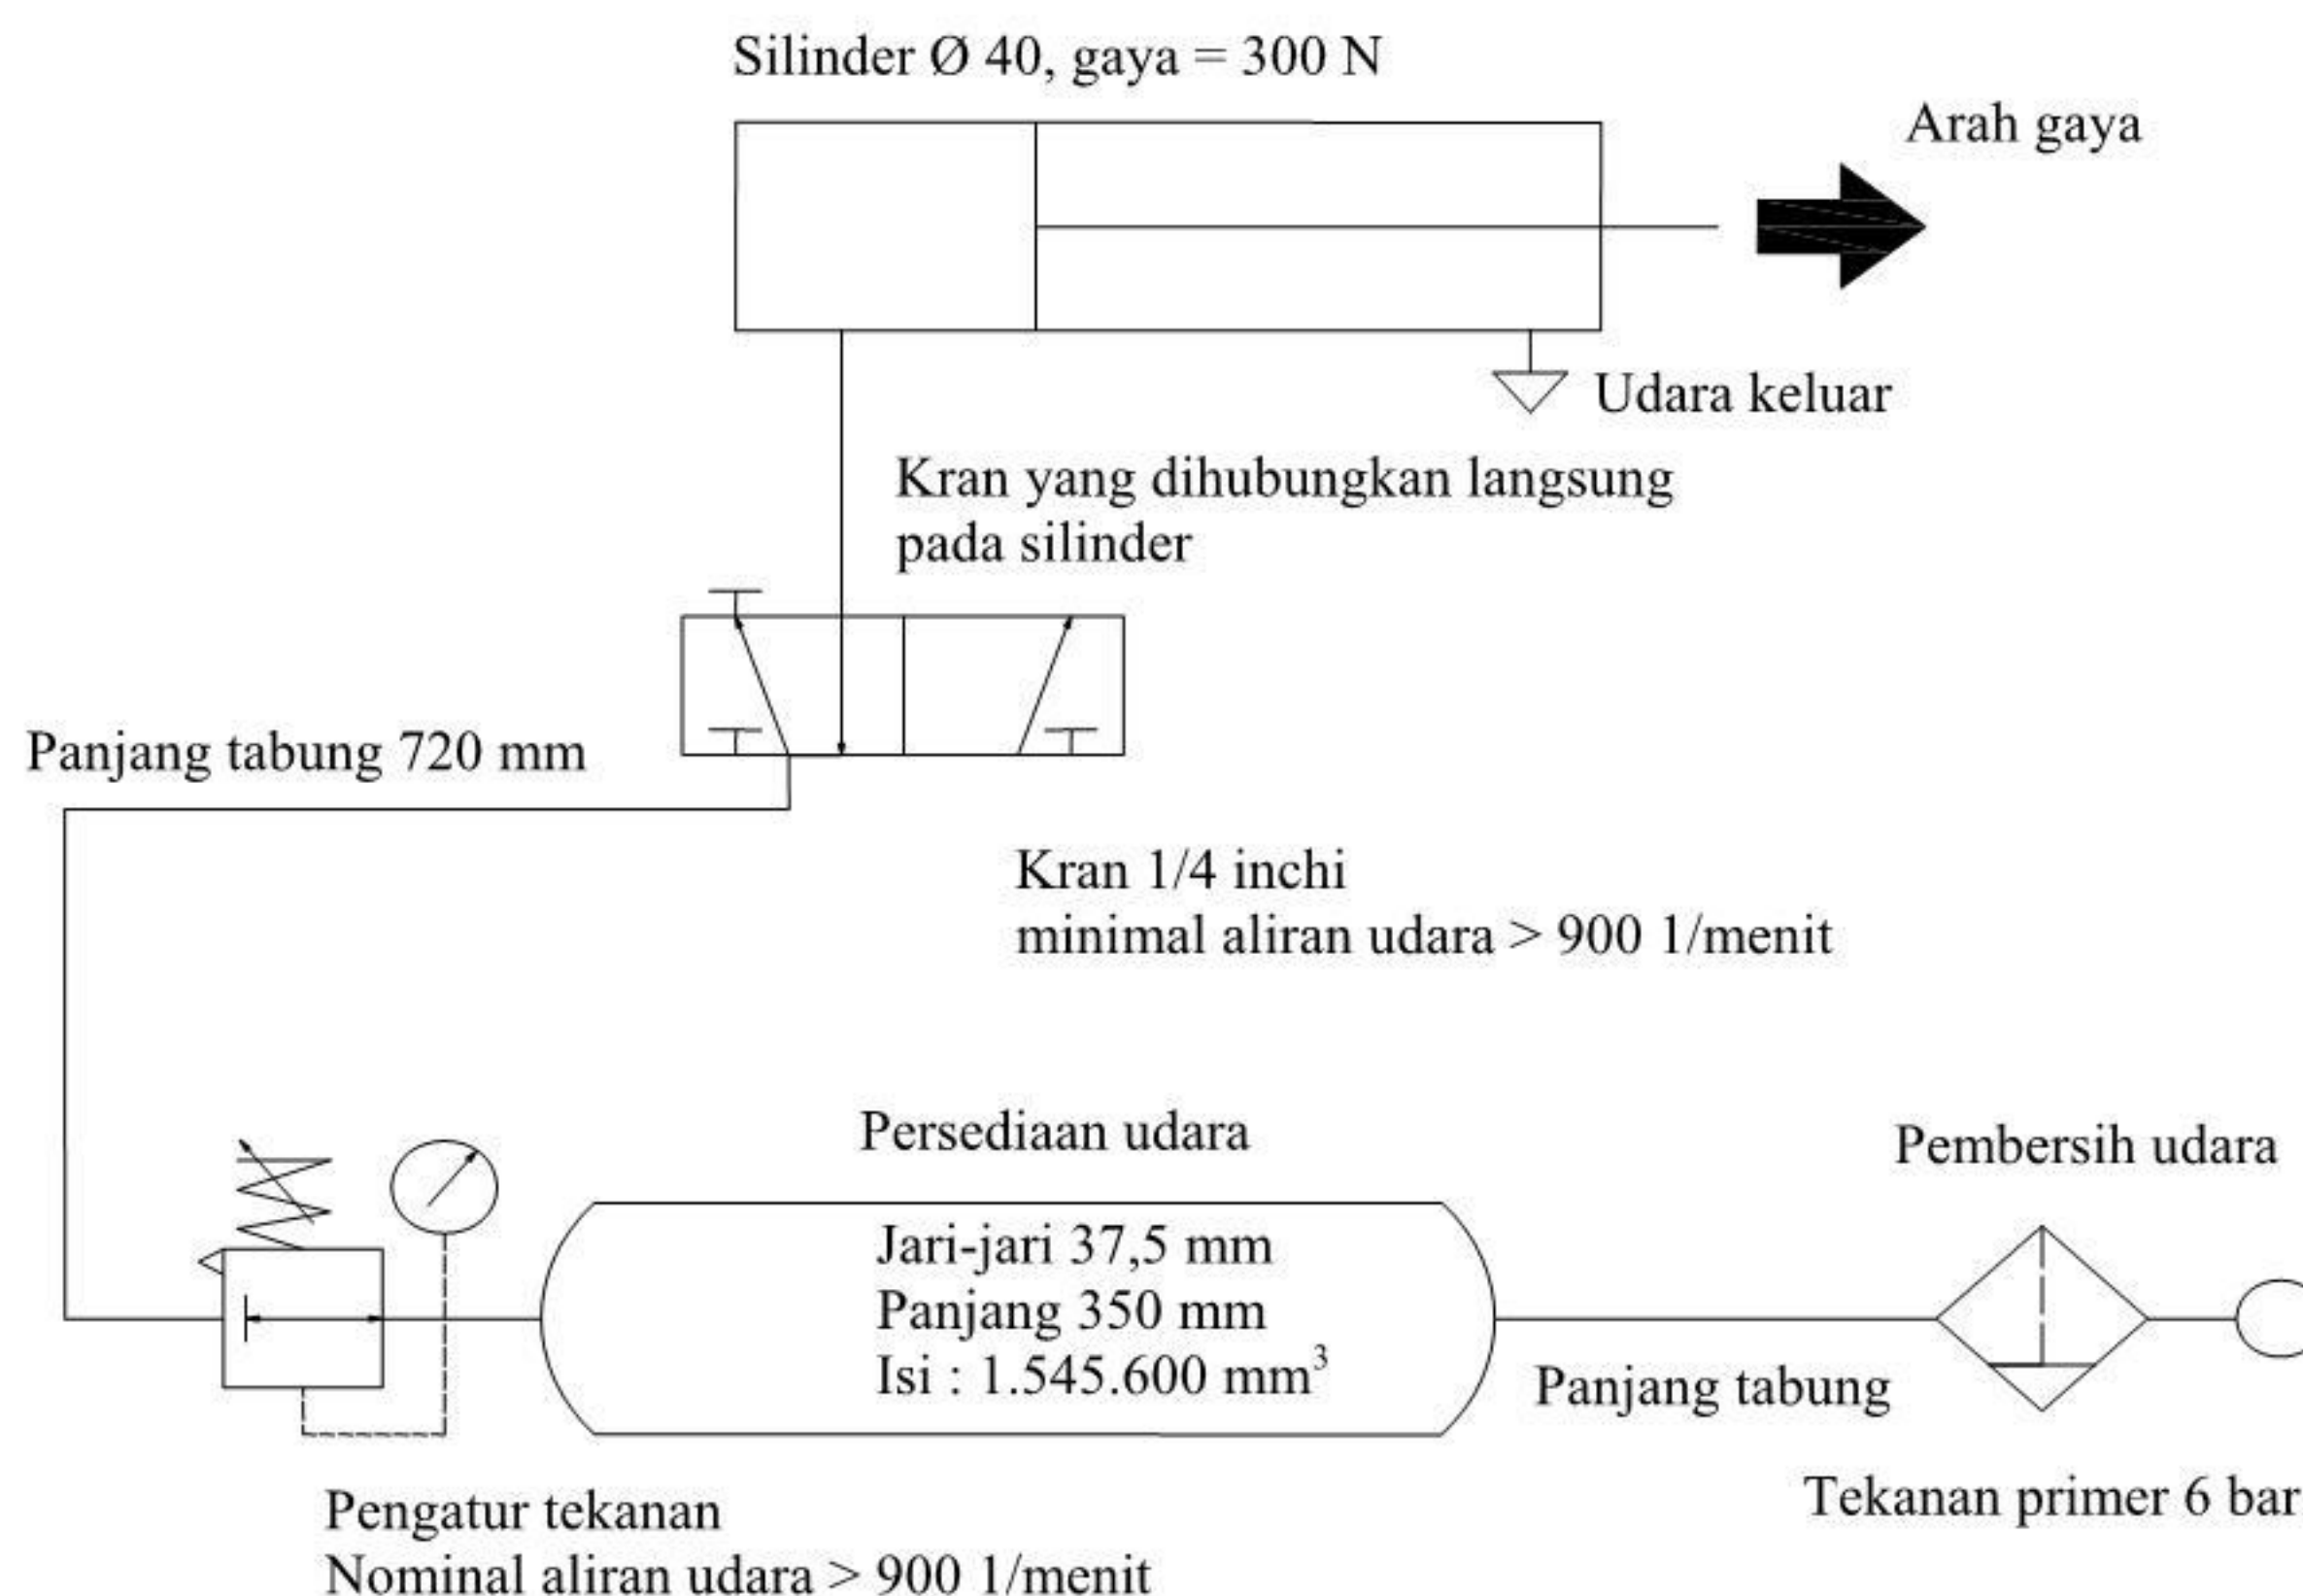 Silinder Ø 40, gaya = 300 N
Arah gaya
Udara keluar
Kran yang dihubungkan langsung
pada silinder
Panjang tabung 720 mm
Kran 1/4 inchi
minimal aliran udara > 900 1/menit
Persediaan udara
Pembersih udara
Jari-jari 37,5 mm
Panjang 350 mm
Isi : 1.545.600 mm³
Panjang tabung
Tekanan primer 6 bar
Pengatur tekanan
Nominal aliran udara > 900 1/menit